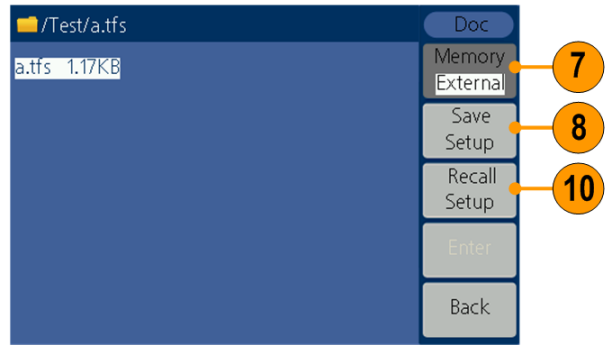 /Test/a.tfs
a.tfs 1.17KB
Doc
Memory
External
Save
Setup
Recall
Setup
Enter
Back
7
8
10